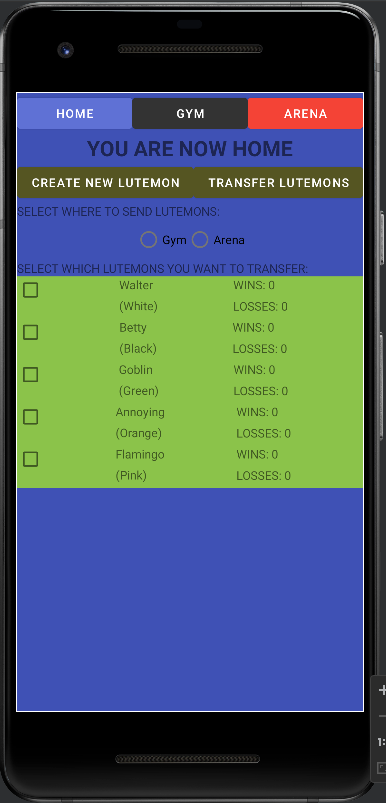 HOME GYM ARENA
YOU ARE NOW HOME
CREATE NEW LUTEMON TRANSFER LUTEMONS
SELECT WHERE TO SEND LUTEMONS:
Gym Arena
SELECT WHICH LUTEMONS YOU WANT TO TRANSFER:
Walter WINS: 0
(White) LOSSES: 0
Betty WINS: 0
(Black) LOSSES: 0
Goblin WINS: 0
(Green) LOSSES: 0
Annoying WINS: 0
(Orange) LOSSES: 0
Flamingo WINS: 0
(Pink) LOSSES: 0
+
−
1: